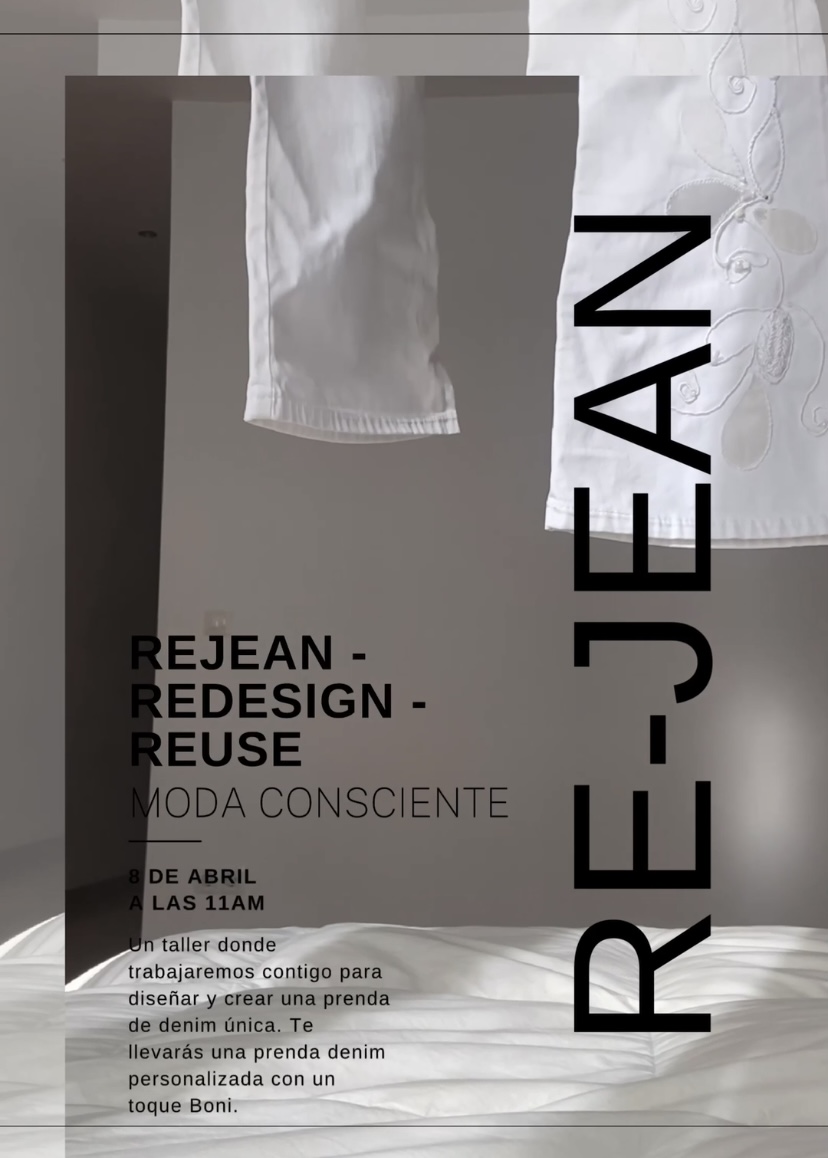 RE-JEAN
REJEAN -
REDESIGN -
REUSE
MODA CONSCIENTE
8 DE ABRIL
A LAS 11AM
Un taller donde
trabajaremos contigo para
diseñar y crear una prenda
de denim única. Te
llevarás una prenda denim
personalizada con un
toque Boni.